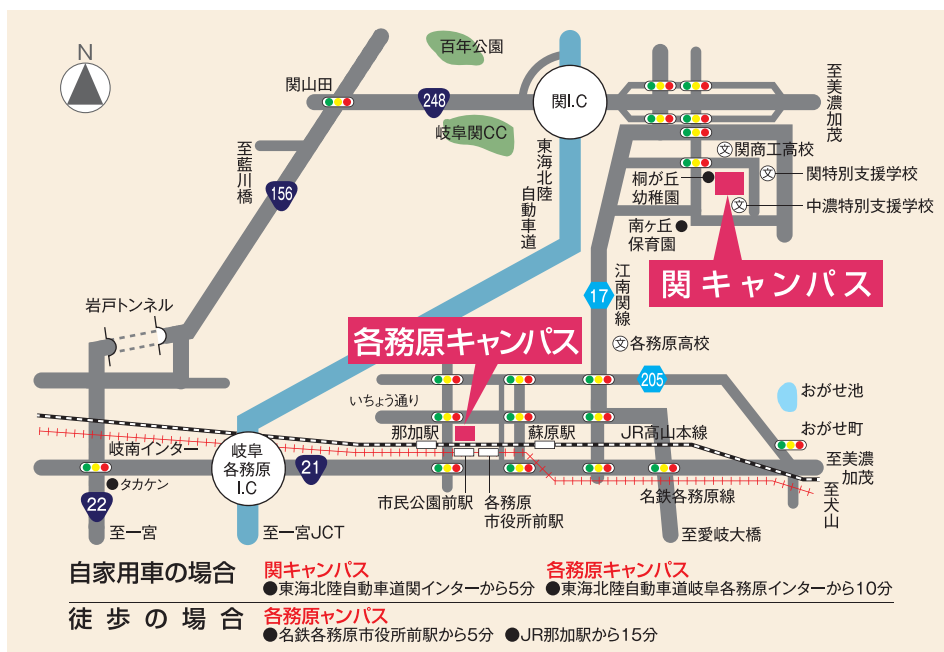 N
百年公園
関山田
248
関I.C
至美濃加茂
岐阜関CC
至藍川橋
156
東海北陸自動車道
文関商工高校
桐が丘
幼稚園
文
関特別支援学校
文
中濃特別支援学校
南ヶ丘
保育園
関キャンパス
江南関線
17
岩戸トンネル
各務原キャンパス
文各務原高校
205
いちょう通り
おがせ池
那加駅
蘇原駅
JR高山本線
おがせ町
岐南インター
岐阜
各務原
I.C
21
至美濃
加茂
タカケン
22
市民公園前駅
各務原
市役所前駅
名鉄各務原線
至犬山
至一宮
至一宮JCT
至愛岐大橋
自家用車の場合
関キャンパス
●東海北陸自動車道関インターから5分
各務原キャンパス
●東海北陸自動車道岐阜各務原インターから10分
徒歩の場合
各務原ャンパス
●名鉄各務原市役所前駅から5分 ●JR那加駅から15分